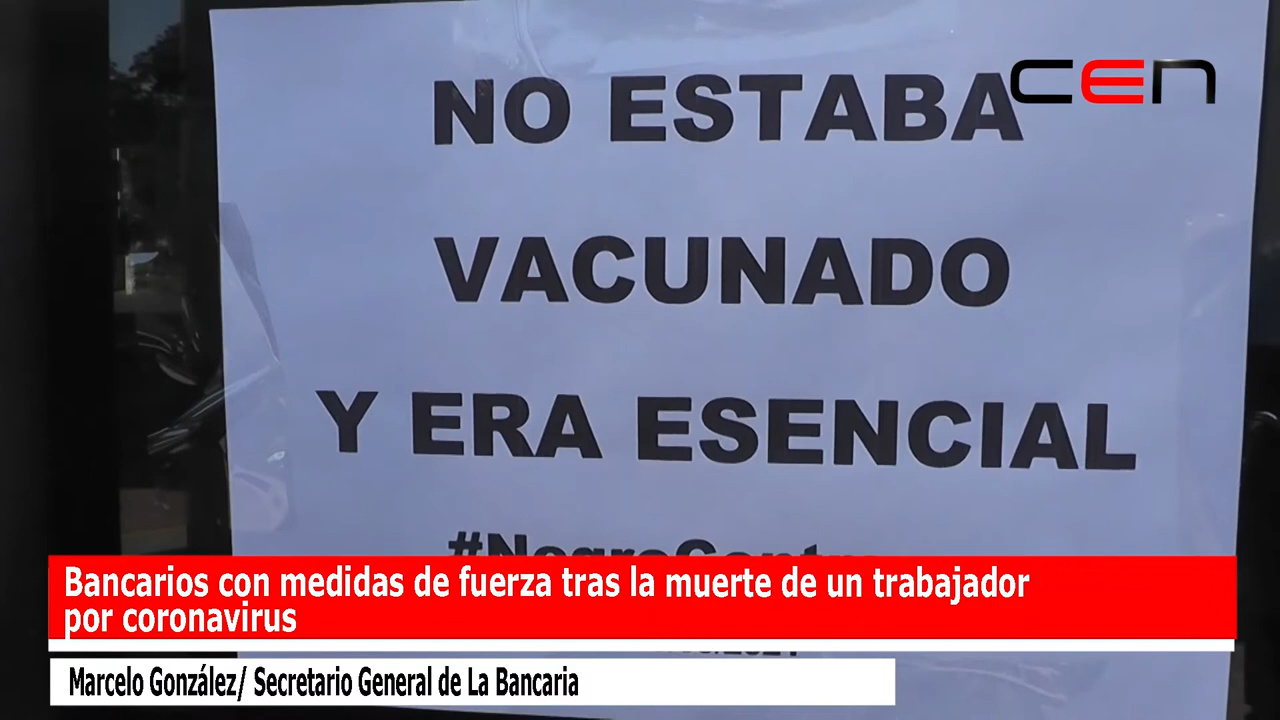 NO ESTABA
cen
VACUNADO
Y ERA ESENCIAL
Bancarios con medidas de fuerza tras la muerte de un trabajador
por coronavirus
Marcelo González/ Secretario General de La Bancaria